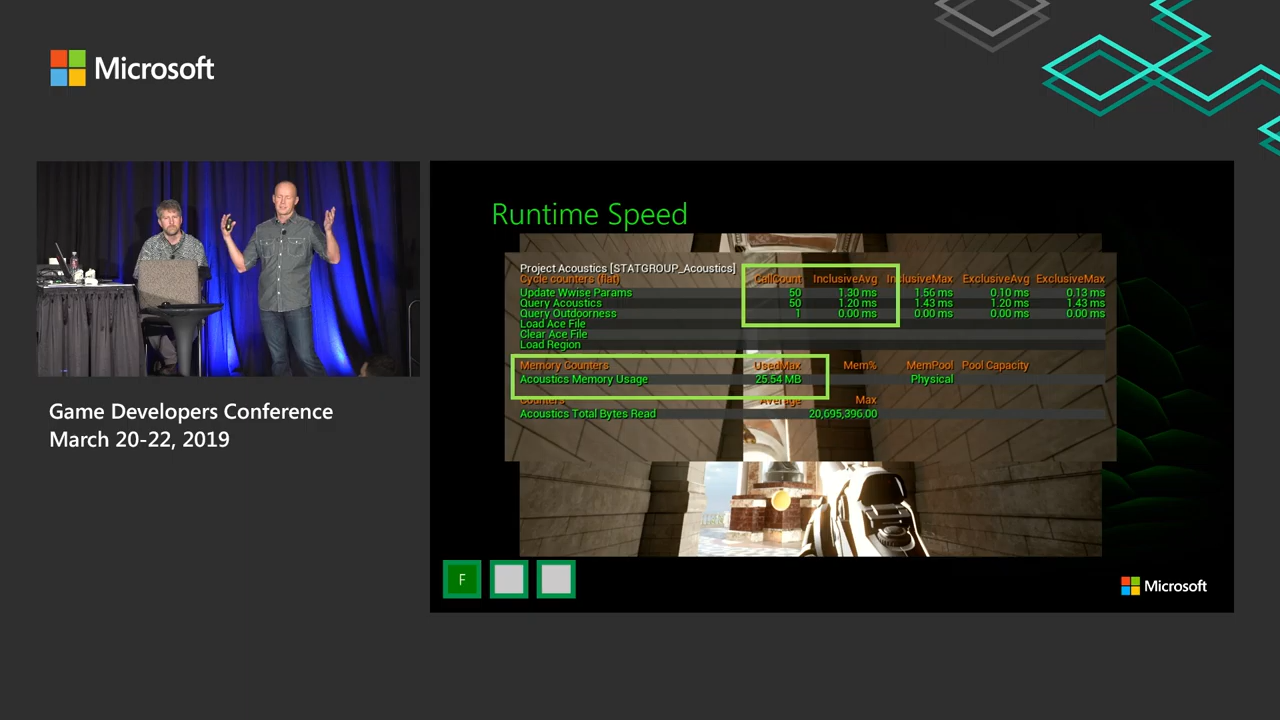 Microsoft
Game Developers Conference
March 20-22, 2019
Runtime Speed
Project Acoustics [STATGROUP_Acoustics]
Cycle counters (flat) CallCount InclusiveAvg InclusiveMax ExclusiveAvg ExclusiveMax
Update Wwise Params 50 1.30 ms 1.56 ms 0.10 ms 0.13 ms
Query Acoustics 50 1.20 ms 1.43 ms 1.20 ms 1.43 ms
Query Outdoorness 1 0.00 ms 0.00 ms 0.00 ms 0.00 ms
Load Ace File
Clear Ace File
Load Region
Memory Counters UsedMax Mem% MemPool Pool Capacity
Acoustics Memory Usage 25.54 MB Physical
Counters Average Max
Acoustics Total Bytes Read 20,695,396.00
F
Microsoft